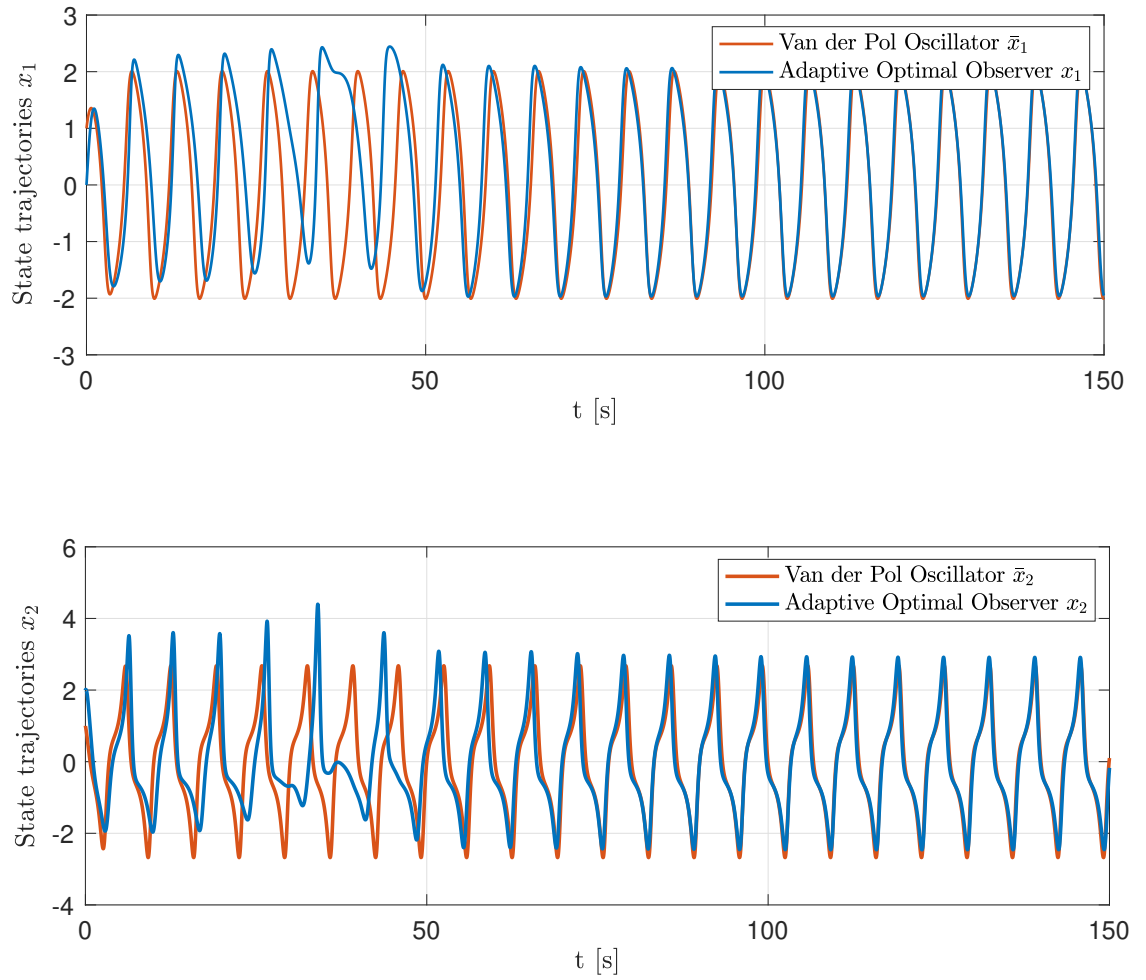 3
2
1
0
-1
-2
-3
State trajectories x₁
Van der Pol Oscillator x̄₁
Adaptive Optimal Observer x₁
0 50 100 150
t [s]
6
4
2
0
-2
-4
State trajectories x₂
Van der Pol Oscillator x̄₂
Adaptive Optimal Observer x₂
0 50 100 150
t [s]